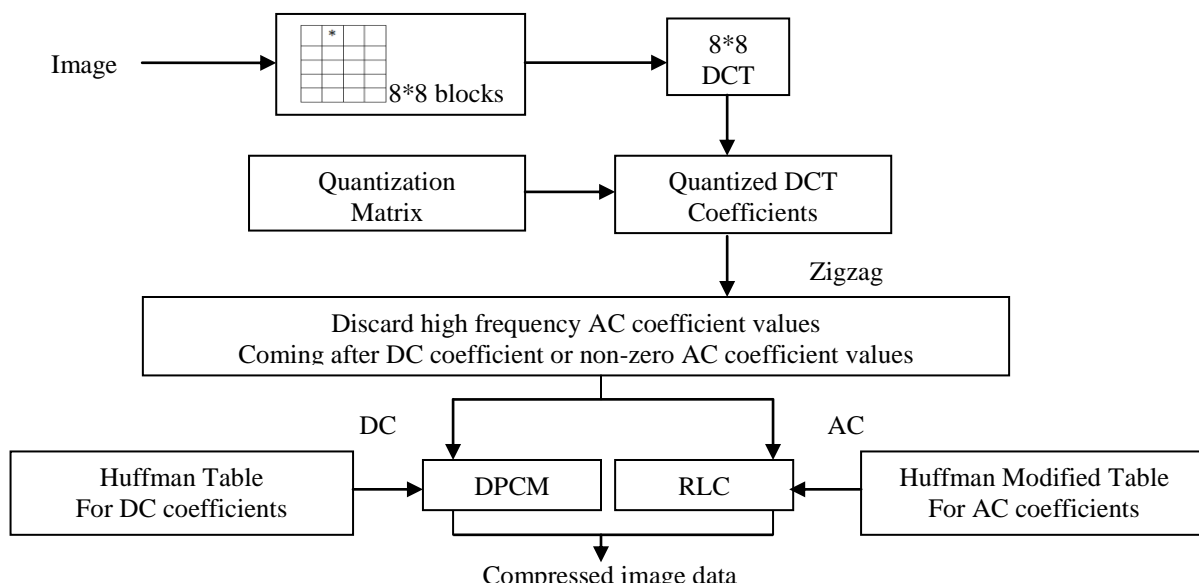 Image
*
8*8 blocks
8*8
DCT
Quantization
Matrix
Quantized DCT
Coefficients
Zigzag
Discard high frequency AC coefficient values
Coming after DC coefficient or non-zero AC coefficient values
DC
AC
Huffman Table
For DC coefficients
DPCM
RLC
Huffman Modified Table
For AC coefficients
Compressed image data